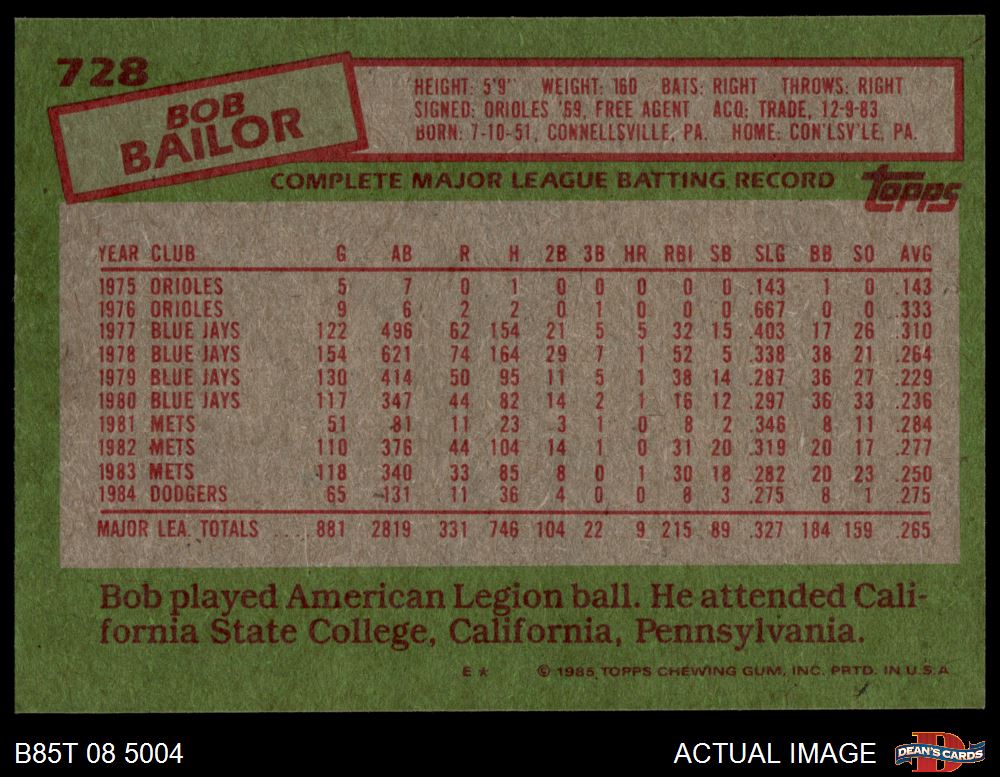 728
BOB
BAILOR
HEIGHT: 5'9" WEIGHT: 160 BATS: RIGHT THROWS: RIGHT
SIGNED: ORIOLES '69, FREE AGENT ACQ: TRADE, 12-9-83
BORN: 7-10-51, CONNELLSVILLE, PA. HOME: CON'LSV'LE, PA.
COMPLETE MAJOR LEAGUE BATTING RECORD
TOPPS
YEAR CLUB G AB R H 2B 3B HR RBI SB SLG BB SO AVG
1975 ORIOLES 5 7 0 1 0 0 0 0 0 .143 1 0 .143
1976 ORIOLES 9 6 2 2 0 1 0 0 0 .667 0 0 .333
1977 BLUE JAYS 122 496 62 154 21 5 5 32 15 .403 17 26 .310
1978 BLUE JAYS 154 621 74 164 29 7 1 52 5 .338 38 21 .264
1979 BLUE JAYS 130 414 50 95 11 5 1 38 14 .287 36 27 .229
1980 BLUE JAYS 117 347 44 82 14 2 1 16 12 .297 36 33 .236
1981 METS 51 81 11 23 3 1 0 8 2 .346 8 11 .284
1982 METS 110 376 44 104 14 1 0 31 20 .319 20 17 .277
1983 METS 118 340 33 85 8 0 1 30 18 .282 20 23 .250
1984 DODGERS 65 131 11 36 4 0 0 8 3 .275 8 1 .275
MAJOR LEA. TOTALS .... 881 2819 331 746 104 22 9 215 89 .327 184 159 .265
Bob played American Legion ball. He attended Cali-
fornia State College, California, Pennsylvania.
E * © 1985 TOPPS CHEWING GUM, INC. PRTD. IN U.S.A.
B85T 08 5004 ACTUAL IMAGE DEAN'S CARDS